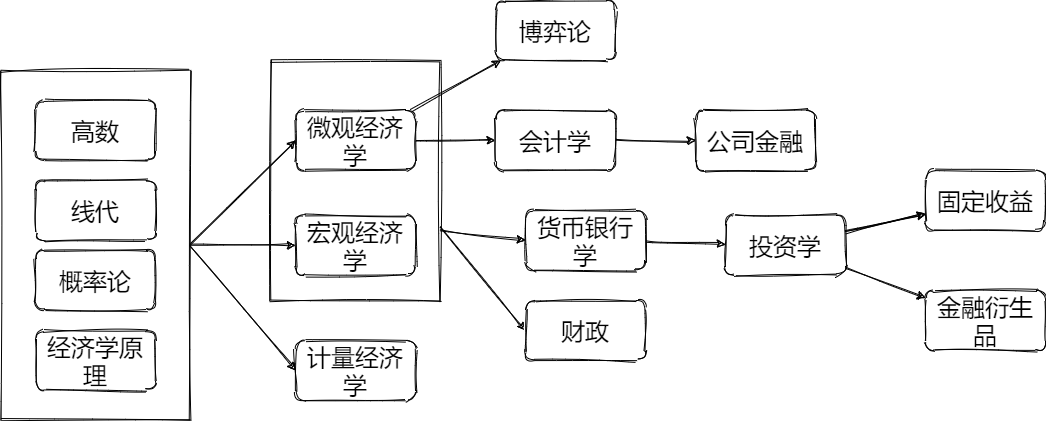 高数
线代
概率论
经济学原
理
微观经济
学
宏观经济
学
计量经济
学
博弈论
会计学
公司金融
货币银行
学
财政
投资学
固定收益
金融衍生
品